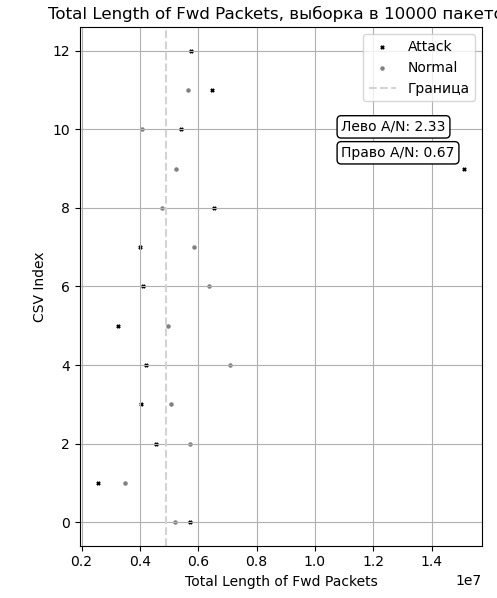 Total Length of Fwd Packets, выборка в 10000 пакето
12
10
8
6
4
2
0
CSV Index
Attack
Normal
Граница
Лево A/N: 2.33
Право A/N: 0.67
0.2 0.4 0.6 0.8 1.0 1.2 1.4
1e7
Total Length of Fwd Packets